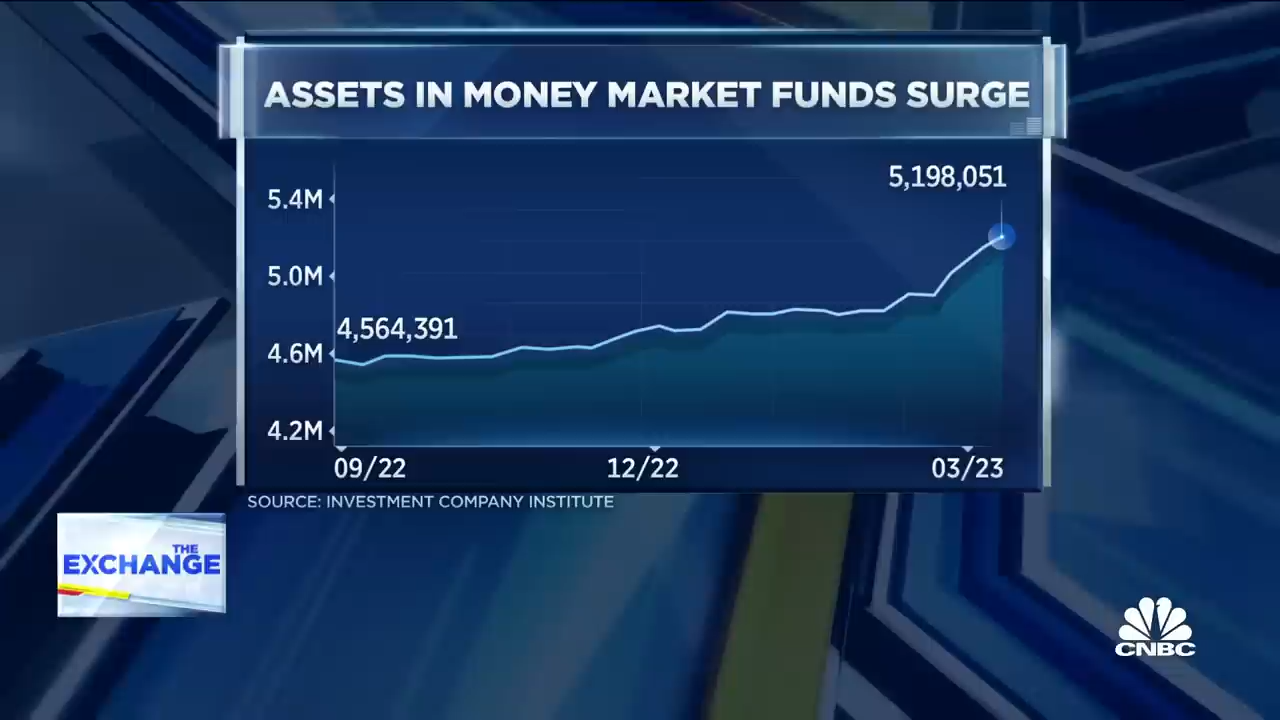 ASSETS IN MONEY MARKET FUNDS SURGE
5,198,051
5.4M
5.0M
4,564,391
4.6M
4.2M
09/22 12/22 03/23
SOURCE: INVESTMENT COMPANY INSTITUTE
THE
EXCHANGE
CNBC